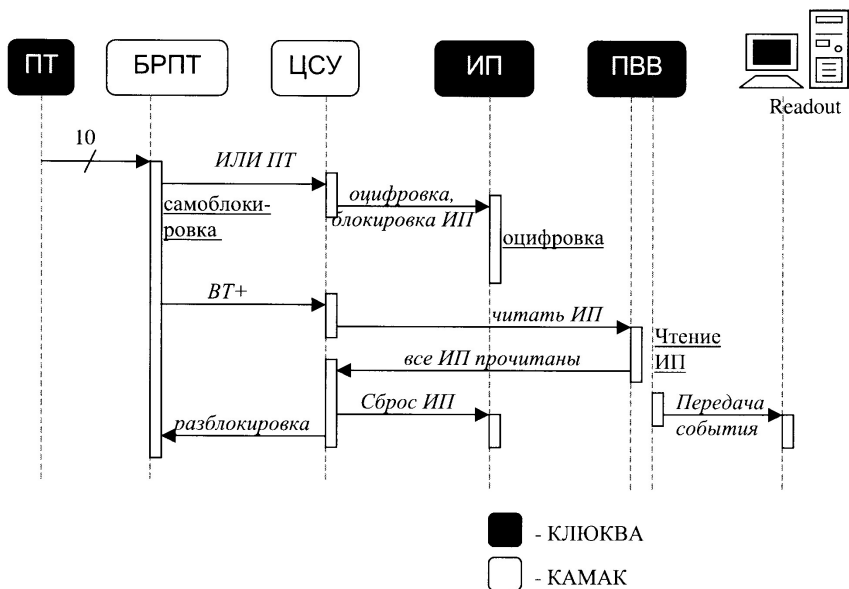 ПТ
БРПТ
ЦСУ
ИП
ПВВ
Readout
10
ИЛИ ПТ
самоблоки-
ровка
оцифровка,
блокировка ИП
оцифровка
ВТ+
читать ИП
Чтение
ИП
все ИП прочитаны
Сброс ИП
Передача
события
разблокировка
- КЛЮКВА
- КАМАК